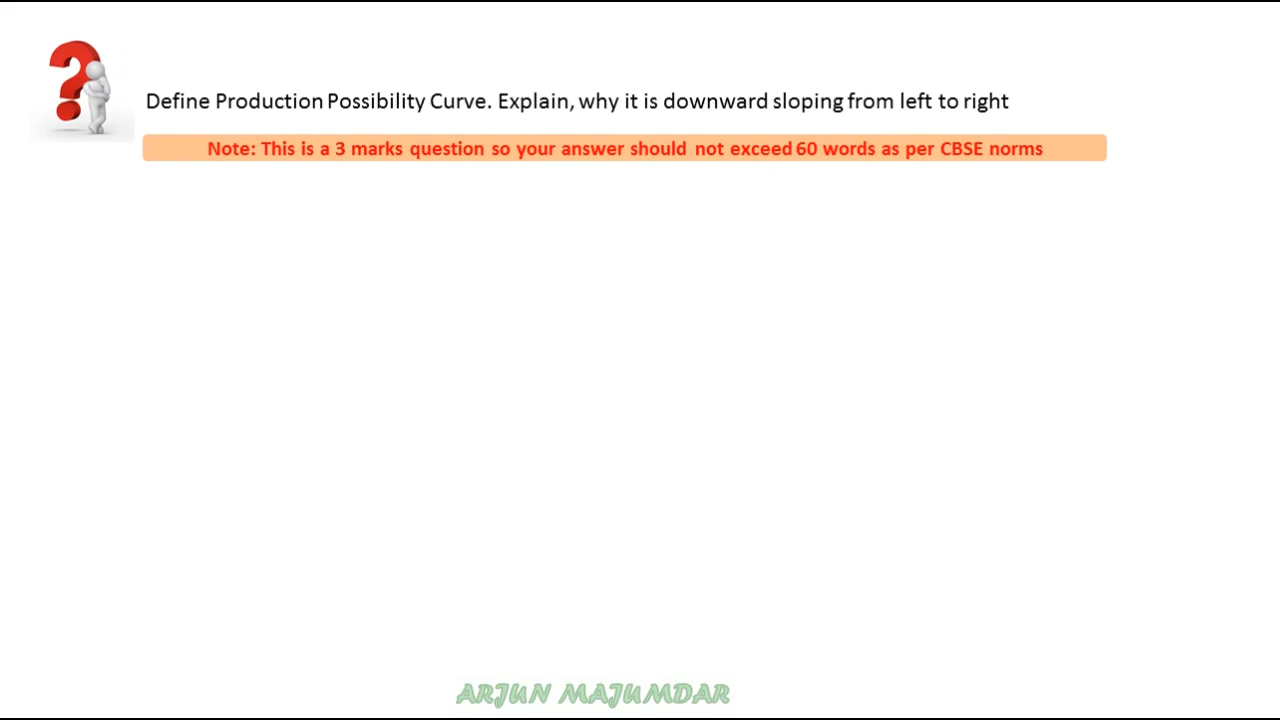 Define Production Possibility Curve. Explain, why it is downward sloping from left to right
Note: This is a 3 marks question so your answer should not exceed 60 words as per CBSE norms
ARJUN MAJUMDAR